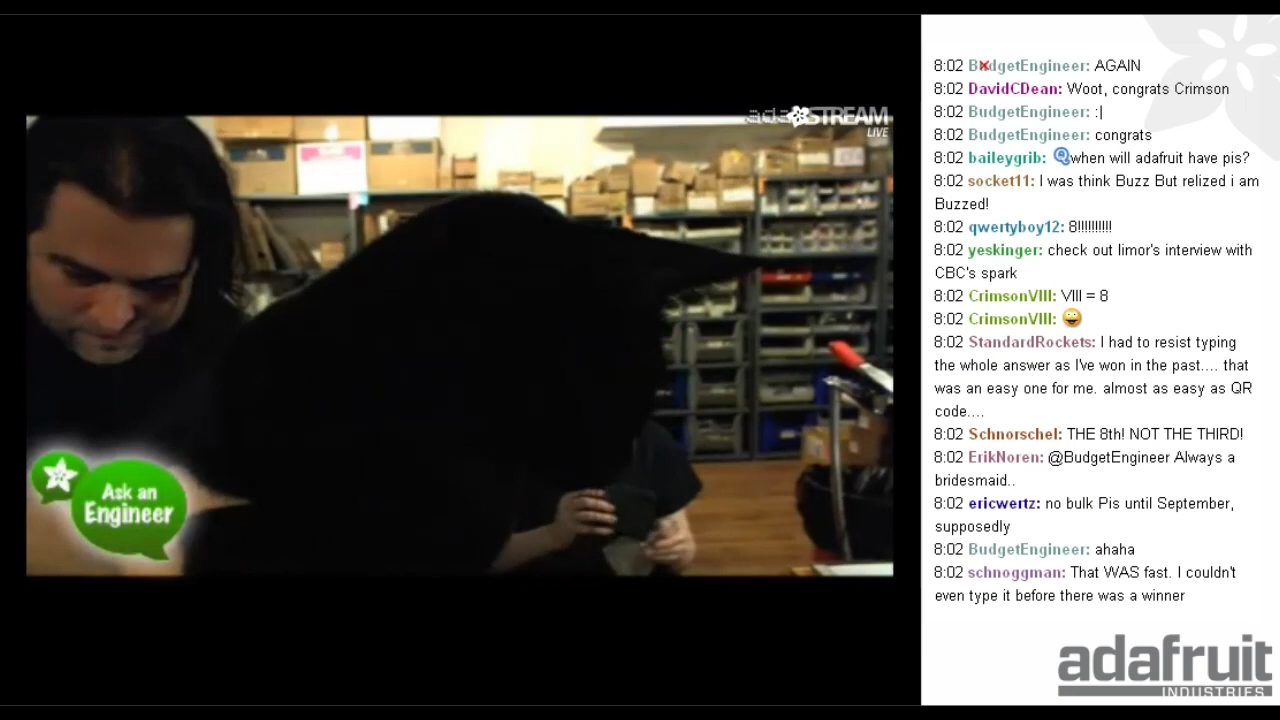 adaSTREAM
LIVE
Ask an
Engineer
8:02 BudgetEngineer: AGAIN
8:02 DavidCDean: Woot, congrats Crimson
8:02 BudgetEngineer: :|
8:02 BudgetEngineer: congrats
8:02 baileygrib: Q when will adafruit have pis?
8:02 socket11: I was think Buzz But relized i am
Buzzed!
8:02 qwertyboy12: 8!!!!!!!!!!
8:02 yeskinger: check out limor's interview with
CBC's spark
8:02 CrimsonVIII: VIII = 8
8:02 CrimsonVIII:
8:02 StandardRockets: I had to resist typing
the whole answer as I've won in the past.... that
was an easy one for me. almost as easy as QR
code....
8:02 Schnorschel: THE 8th! NOT THE THIRD!
8:02 ErikNoren: @BudgetEngineer Always a
bridesmaid..
8:02 ericwertz: no bulk Pis until September,
supposedly
8:02 BudgetEngineer: ahaha
8:02 schnoggman: That WAS fast. I couldn't
even type it before there was a winner
adafruit
INDUSTRIES